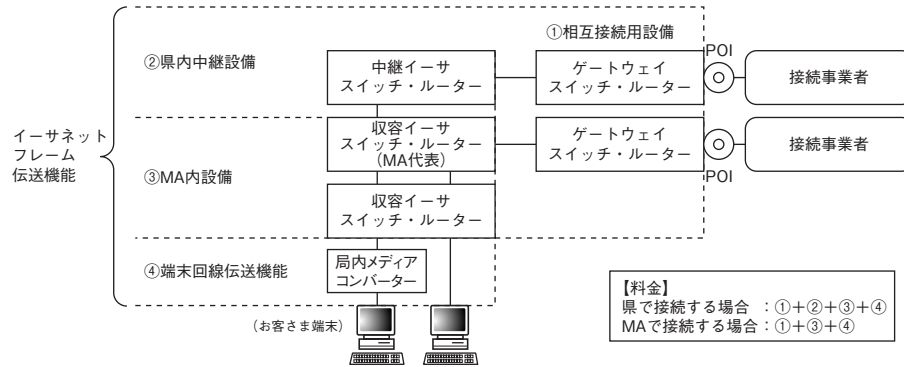 ①相互接続用設備
②県内中継設備
中継イーサ
スイッチ・ルーター
ゲートウェイ
スイッチ・ルーター
POI
接続事業者
イーサネット
フレーム
伝送機能
③MA内設備
収容イーサ
スイッチ・ルーター
(MA代表)
ゲートウェイ
スイッチ・ルーター
POI
接続事業者
収容イーサ
スイッチ・ルーター
④端末回線伝送機能
局内メディア
コンバーター
(お客さま端末)
【料金】
県で接続する場合 :①+②+③+④
MAで接続する場合:①+③+④